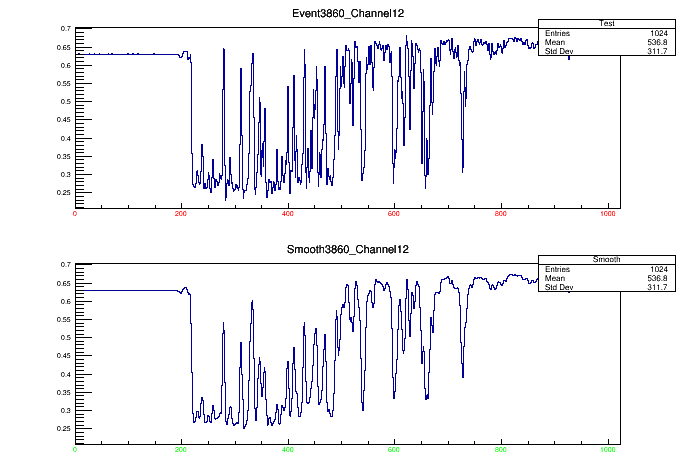 Event3860_Channel12
Test
Entries 1024
Mean 536.8
Std Dev 311.7
0.7
0.65
0.6
0.55
0.5
0.45
0.4
0.35
0.3
0.25
0 200 400 600 800 1000
Smooth3860_Channel12
Smooth
Entries 1024
Mean 536.8
Std Dev 311.7
0.7
0.65
0.6
0.55
0.5
0.45
0.4
0.35
0.3
0.25
0 200 400 600 800 1000